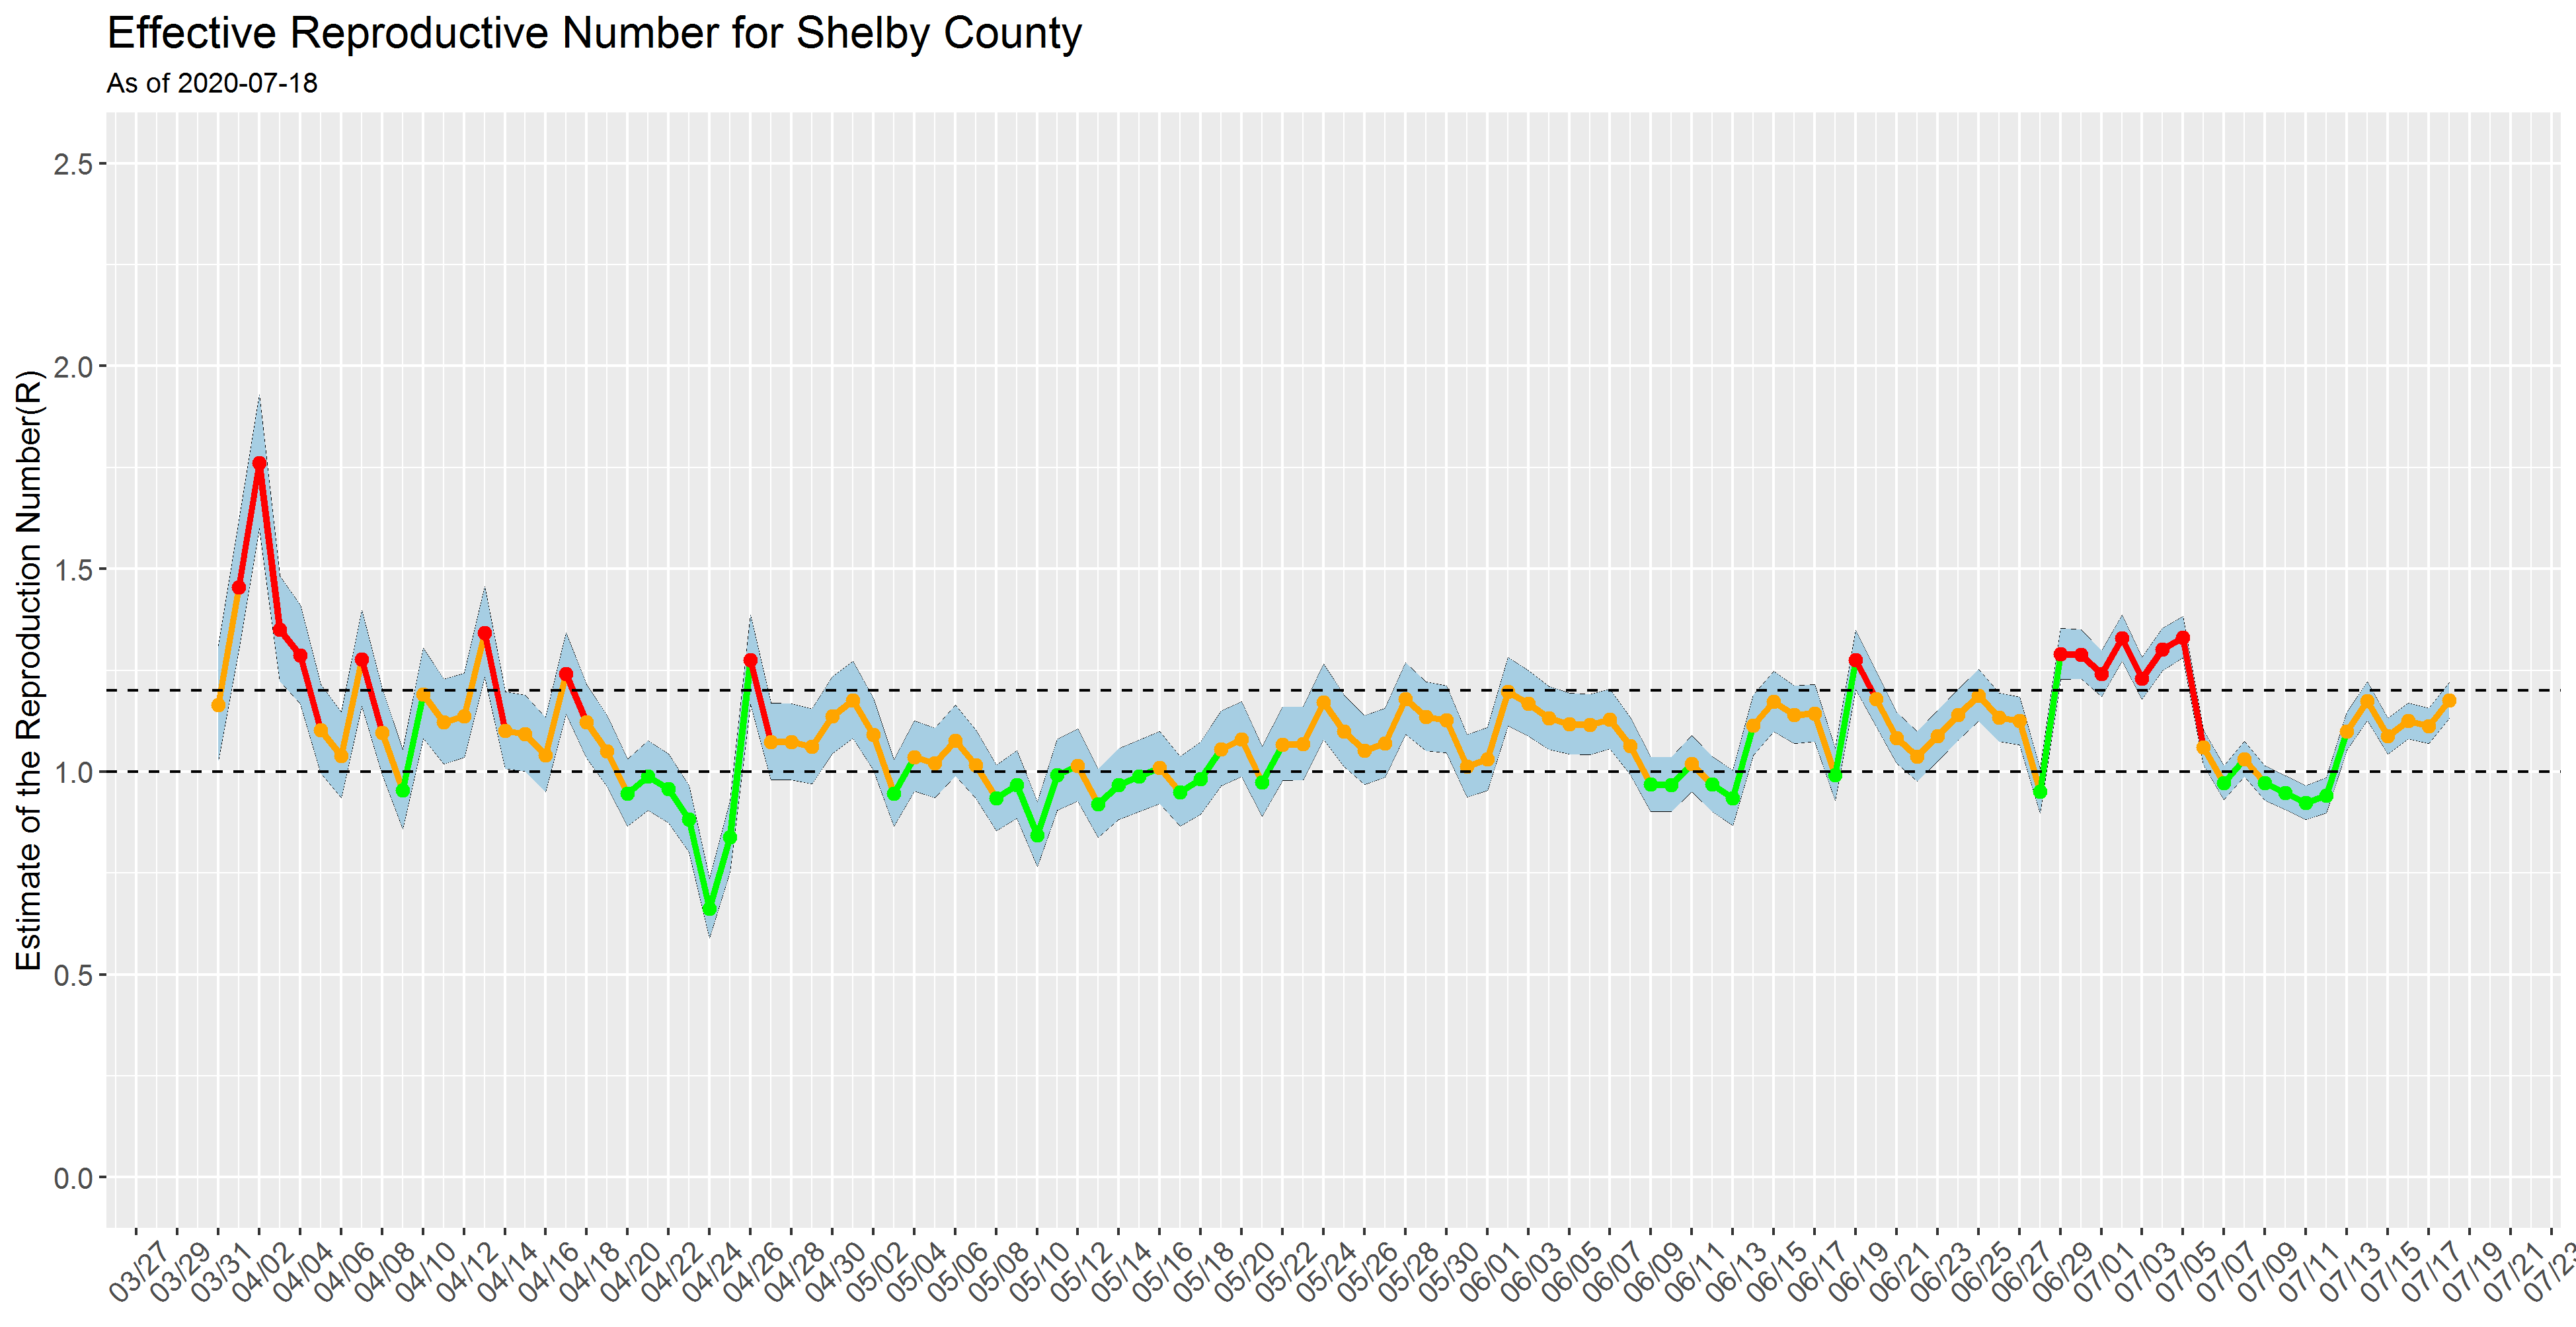 Effective Reproductive Number for Shelby County
As of 2020-07-18
Estimate of the Reproduction Number(R)
2.5
2.0
1.5
1.0
0.5
0.0
03/27 03/29 03/31 04/02 04/04 04/06 04/08 04/10 04/12 04/14 04/16 04/18 04/20 04/22 04/24 04/26 04/28 04/30 05/02 05/04 05/06 05/08 05/10 05/12 05/14 05/16 05/18 05/20 05/22 05/24 05/26 05/28 05/30 06/01 06/03 06/05 06/07 06/09 06/11 06/13 06/15 06/17 06/19 06/21 06/23 06/25 06/27 06/29 07/01 07/03 07/05 07/07 07/09 07/11 07/13 07/15 07/17 07/19 07/21 07/23